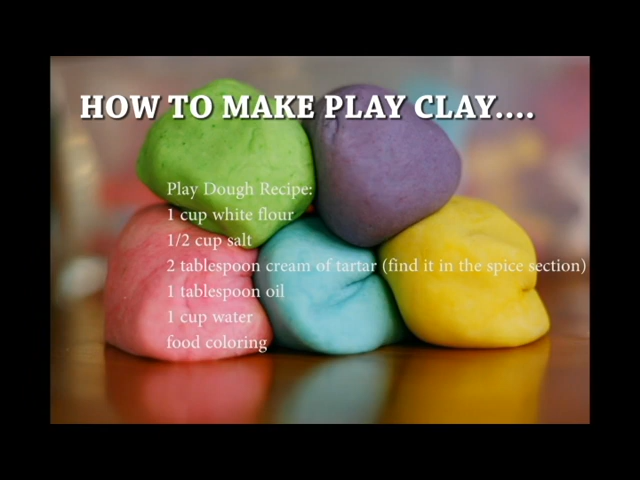 HOW TO MAKE PLAY CLAY....
Play Dough Recipe:
1 cup white flour
1/2 cup salt
2 tablespoon cream of tartar (find it in the spice section)
1 tablespoon oil
1 cup water
food coloring